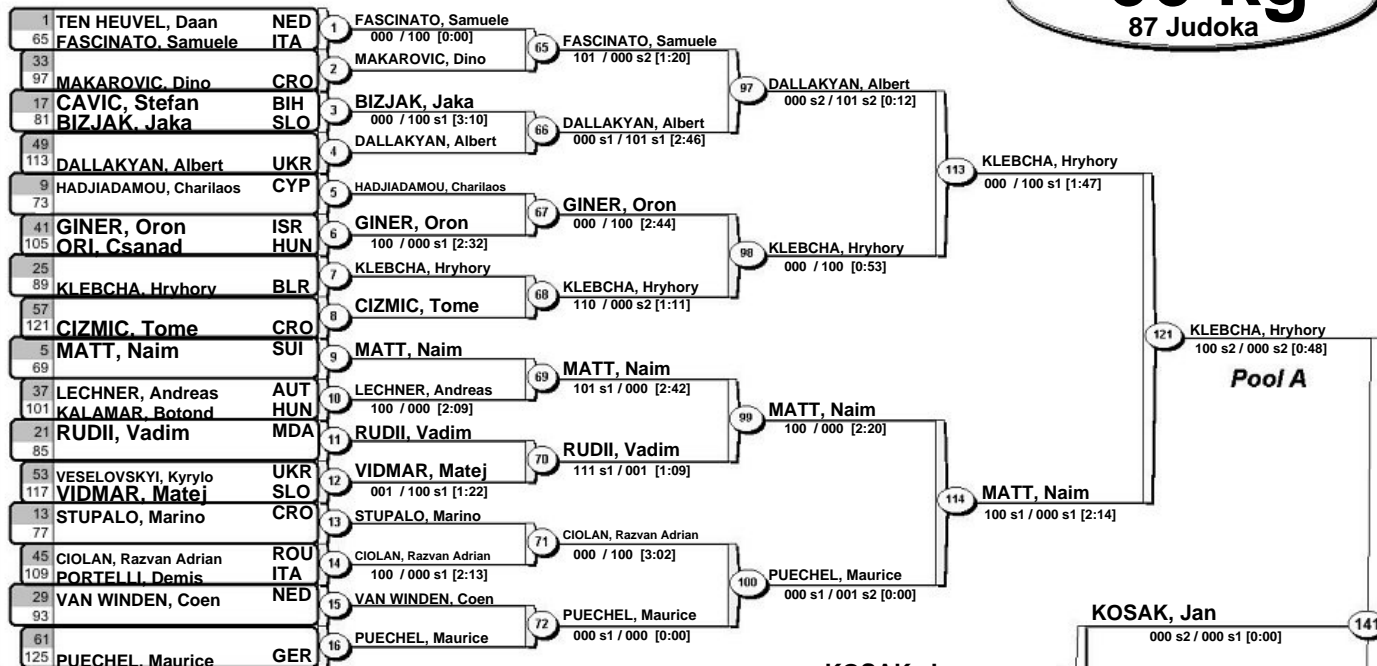 87 Judoka
1 TEN HEUVEL, Daan NED
65 FASCINATO, Samuele ITA
33
97 MAKAROVIC, Dino CRO
17 CAVIC, Stefan BIH
81 BIZJAK, Jaka SLO
49
113 DALLAKYAN, Albert UKR
9 HADJIADAMOU, Charilaos CYP
73
41 GINER, Oron ISR
105 ORI, Csanad HUN
25
89 KLEBCHA, Hryhory BLR
57
121 CIZMIC, Tome CRO
5 MATT, Naim SUI
69
37 LECHNER, Andreas AUT
101 KALAMAR, Botond HUN
21 RUDII, Vadim MDA
85
53 VESELOVSKYI, Kyrylo UKR
117 VIDMAR, Matej SLO
13 STUPALO, Marino CRO
77
45 CIOLAN, Razvan Adrian ROU
109 PORTELLI, Demis ITA
29 VAN WINDEN, Coen NED
93
61
125 PUECHEL, Maurice GER
1 FASCINATO, Samuele
000 / 100 [0:00]
2 MAKAROVIC, Dino
3 BIZJAK, Jaka
000 / 100 s1 [3:10]
4 DALLAKYAN, Albert
5 HADJIADAMOU, Charilaos
6 GINER, Oron
100 / 000 s1 [2:32]
7 KLEBCHA, Hryhory
8 CIZMIC, Tome
9 MATT, Naim
10 LECHNER, Andreas
100 / 000 [2:09]
11 RUDII, Vadim
12 VIDMAR, Matej
001 / 100 s1 [1:22]
13 STUPALO, Marino
14 CIOLAN, Razvan Adrian
100 / 000 s1 [2:13]
15 VAN WINDEN, Coen
16 PUECHEL, Maurice
65 FASCINATO, Samuele
101 / 000 s2 [1:20]
66 DALLAKYAN, Albert
000 s1 / 101 s1 [2:46]
67 GINER, Oron
000 / 100 [2:44]
68 KLEBCHA, Hryhory
110 / 000 s2 [1:11]
69 MATT, Naim
101 s1 / 000 [2:42]
70 RUDII, Vadim
111 s1 / 001 [1:09]
71 CIOLAN, Razvan Adrian
000 / 100 [3:02]
72 PUECHEL, Maurice
000 s1 / 000 [0:00]
97 DALLAKYAN, Albert
000 s2 / 101 s2 [0:12]
98 KLEBCHA, Hryhory
000 / 100 [0:53]
99 MATT, Naim
100 / 000 [2:20]
100 PUECHEL, Maurice
000 s1 / 001 s2 [0:00]
113 KLEBCHA, Hryhory
000 / 100 s1 [1:47]
114 MATT, Naim
100 s1 / 000 s1 [2:14]
121 KLEBCHA, Hryhory
100 s2 / 000 s2 [0:48]
Pool A
KOSAK, Jan
000 s2 / 000 s1 [0:00]
141